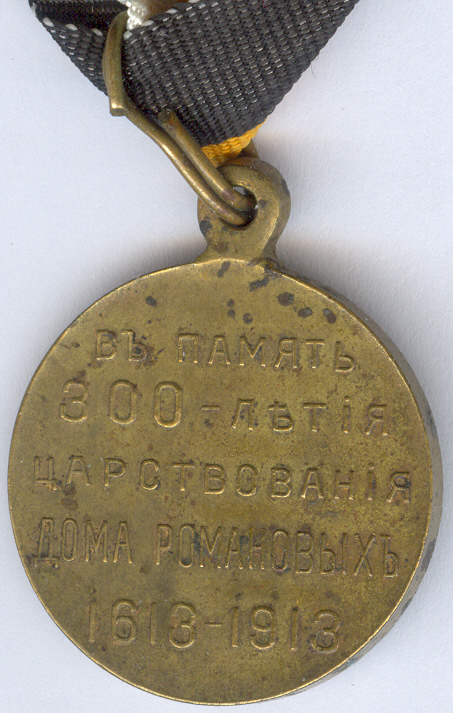 ВЪ ПАМЯТЬ
300-ЛѢТІЯ
ЦАРСТВОВАНІЯ
ДОМА РОМАНОВЫХЪ
1613-1913